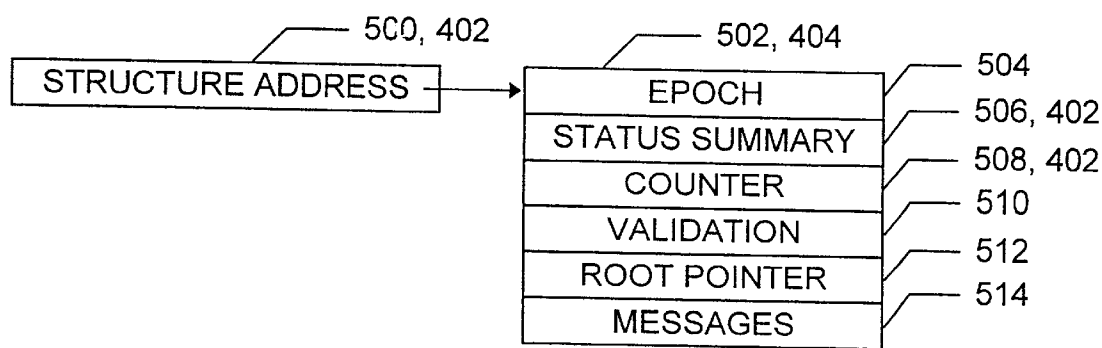 500, 402
502, 404
STRUCTURE ADDRESS
EPOCH
504
STATUS SUMMARY
506, 402
COUNTER
508, 402
VALIDATION
510
ROOT POINTER
512
MESSAGES
514